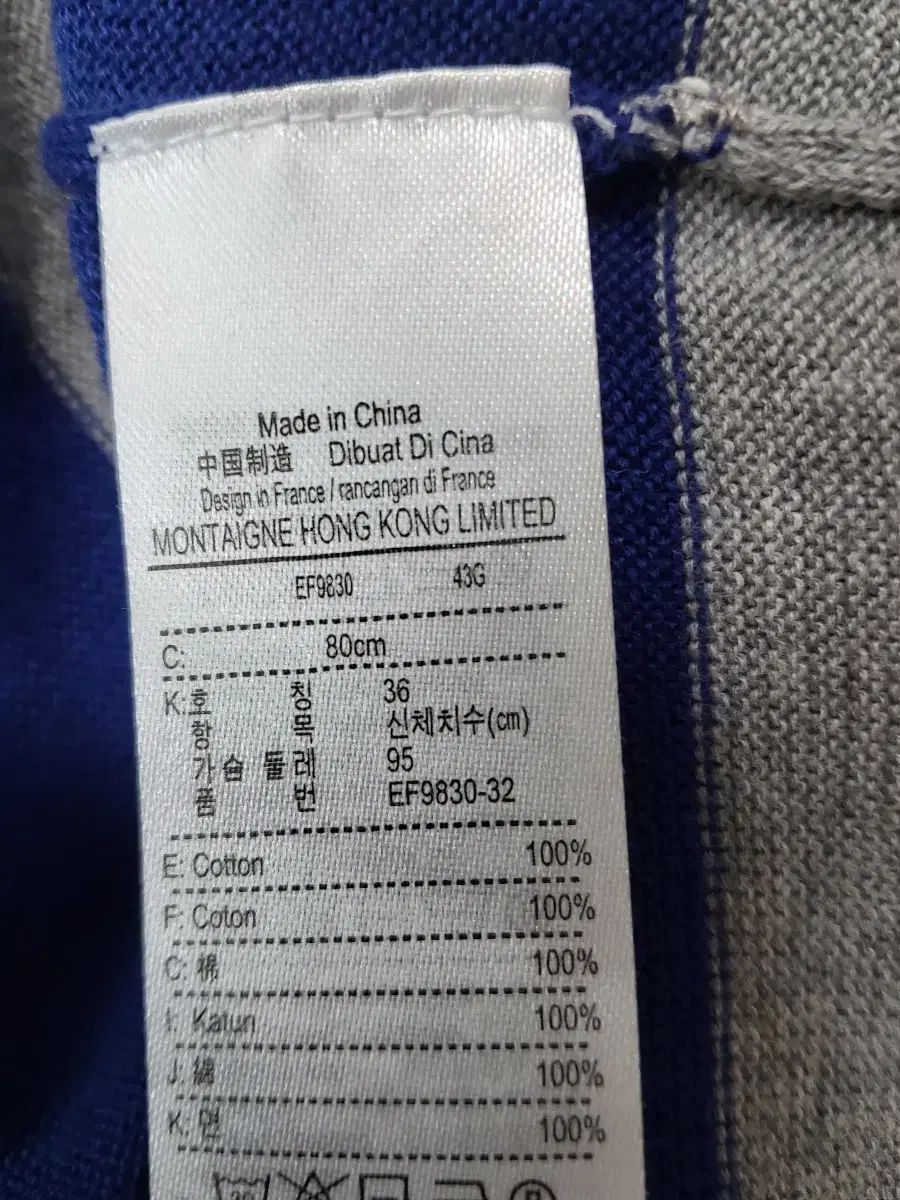 Made in China
中国制造 Dibuat Di Cina
Design in France / rancangan di France
MONTAIGNE HONG KONG LIMITED
EF9830 43G
C: 80cm
K: 호 칭 36
항 목 신체치수(cm)
가슴 둘레 95
품 번 EF9830-32
E: Cotton 100%
F: Coton 100%
C: 棉 100%
I: Katun 100%
J: 綿 100%
K: 면 100%
30
P